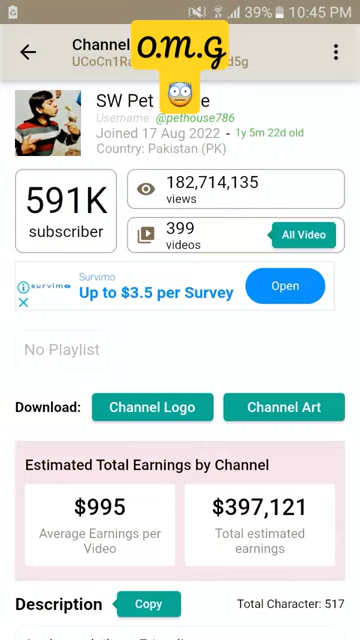 39% 10:45 PM
Channel
O.M.G
SW Pet
Username: @pethouse786
Joined 17 Aug 2022 - 1y 5m 22d old
Country: Pakistan (PK)
591K
subscriber
182,714,135
views
399
videos
All Video
Survimo
survimo
Up to $3.5 per Survey
Open
No Playlist
Download:
Channel Logo
Channel Art
Estimated Total Earnings by Channel
$995
Average Earnings per
Video
$397,121
Total estimated
earnings
Description
Copy
Total Character: 517